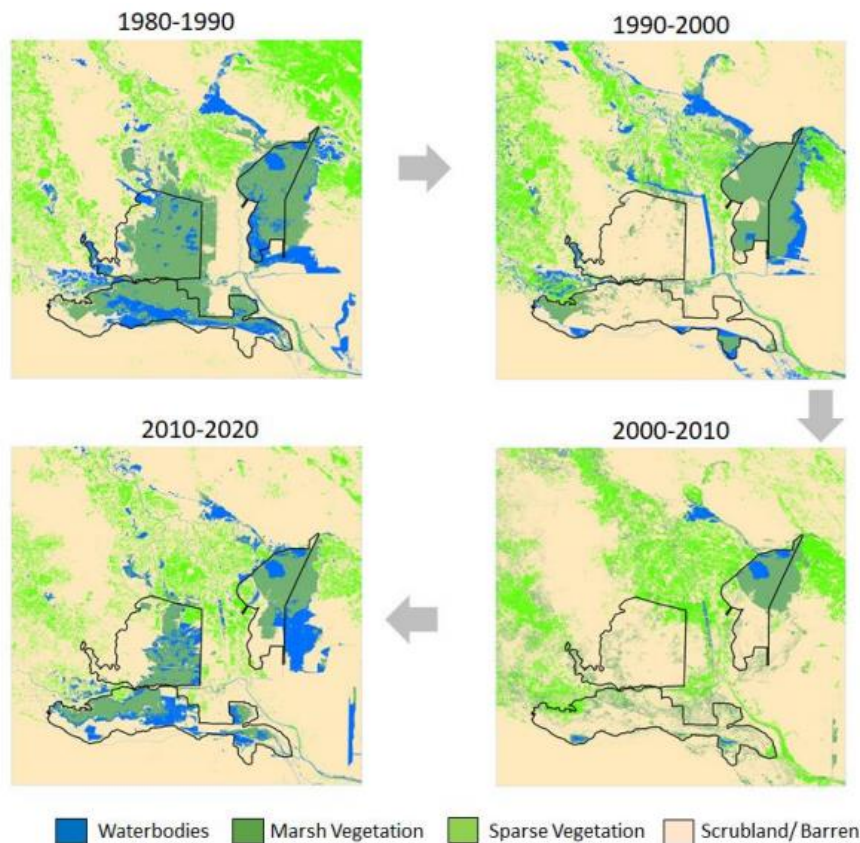 1980-1990
1990-2000
2010-2020
2000-2010
Waterbodies
Marsh Vegetation
Sparse Vegetation
Scrubland/ Barren